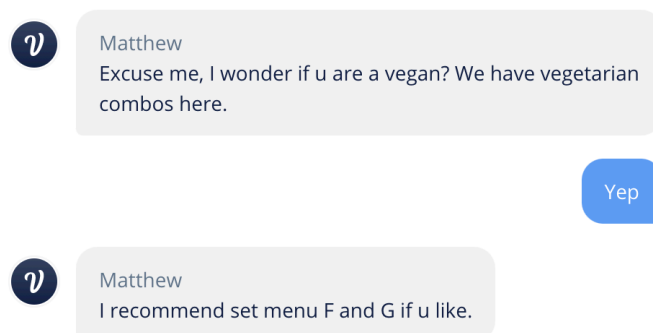 Matthew
Excuse me, I wonder if u are a vegan? We have vegetarian
combos here.
Yep
Matthew
I recommend set menu F and G if u like.